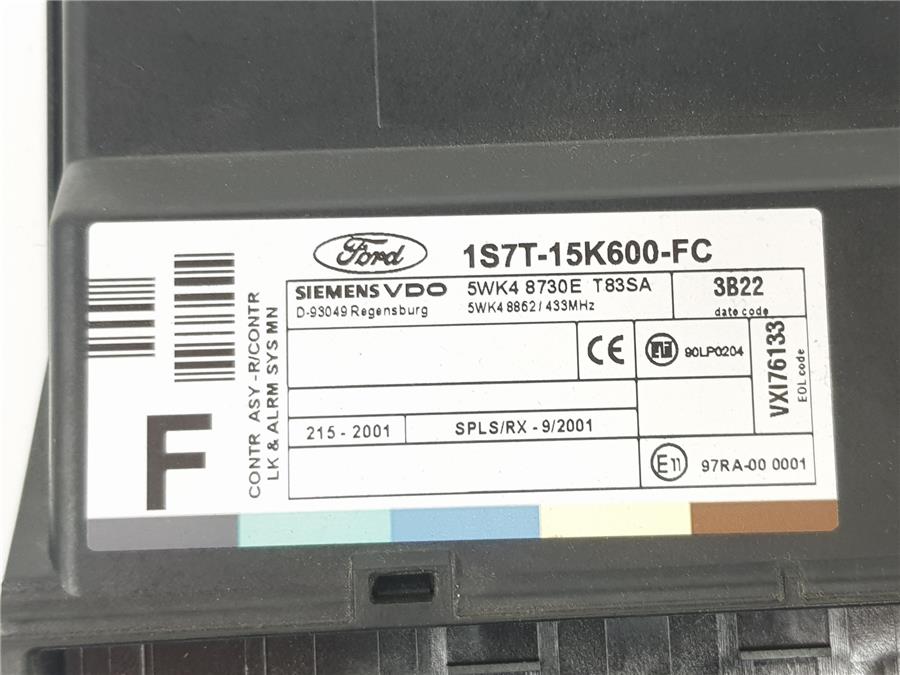 Ford
1S7T-15K600-FC
SIEMENS VDO
D-93049 Regensburg
5WK4 8730E T83SA
5WK4 8862 / 433MHz
3B22
date code
CE
90LP0204
VXI76133
EOL code
215 - 2001
SPLS/RX - 9/2001
E11
97RA-00 0001
F
CONTR ASY -R/CONTR
LK & ALRM SYS MN